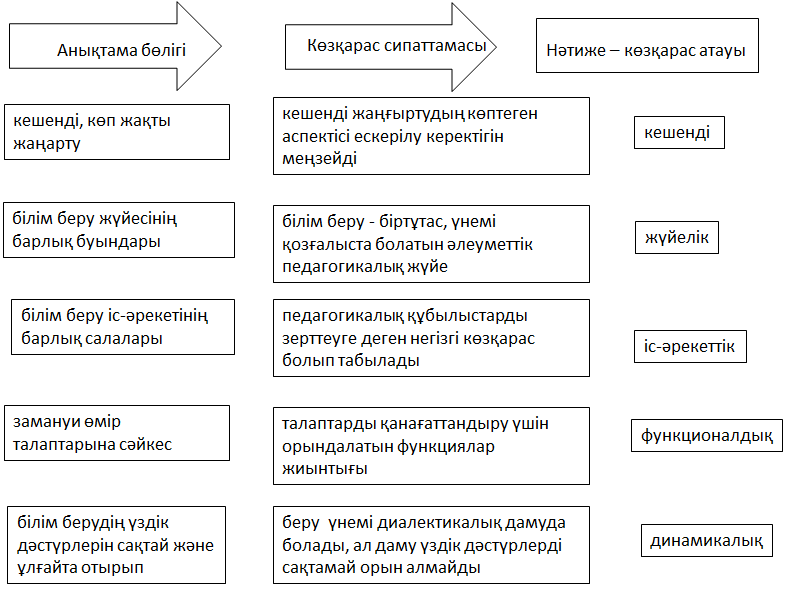 Анықтама бөлігі
Көзқарас сипаттамасы
Нәтиже – көзқарас атауы
кешенді, көп жақты
жаңарту
кешенді жаңғыртудың көптеген
аспектісі ескерілу керектігін
меңзейді
кешенді
білім беру жүйесінің
барлық буындары
білім беру - біртұтас, үнемі
қозғалыста болатын әлеуметтік
педагогикалық жүйе
жүйелік
білім беру іс-әрекетінің
барлық салалары
педагогикалық құбылыстарды
зерттеуге деген негізгі көзқарас
болып табылады
іс-әрекеттік
заманауи өмір
талаптарына сәйкес
талаптарды қанағаттандыру үшін
орындалатын функциялар
жиынтығы
функционалдық
білім берудің үздік
дәстүрлерін сақтай және
ұлғайта отырып
беру үнемі диалектикалық дамуда
болады, ал даму үздік дәстүрлерді
сақтамай орын алмайды
динамикалық